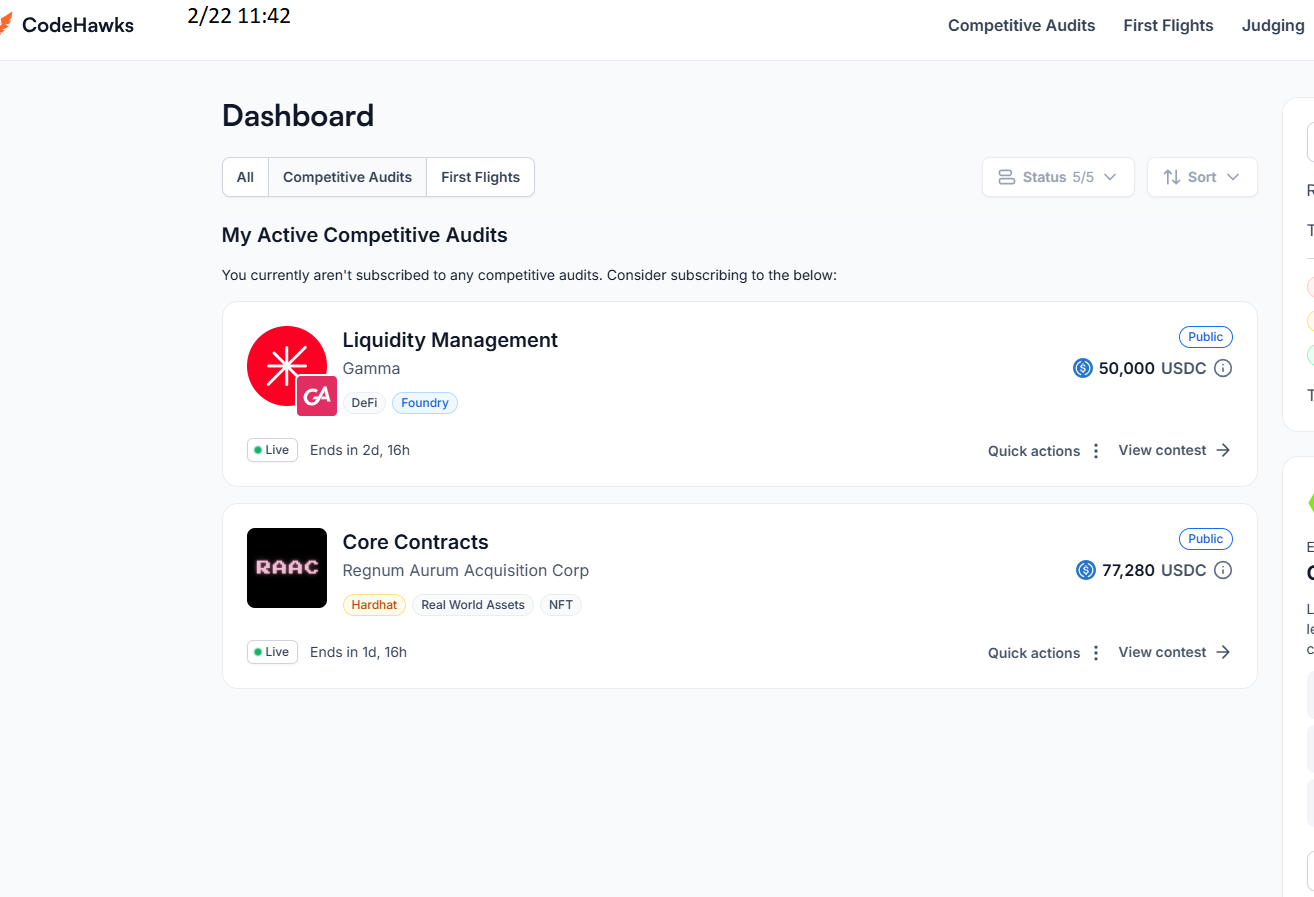 CodeHawks
2/22 11:42
Competitive Audits First Flights Judging
Dashboard
All Competitive Audits First Flights
Status 5/5 Sort
My Active Competitive Audits
You currently aren't subscribed to any competitive audits. Consider subscribing to the below:
Liquidity Management
Public
Gamma
50,000 USDC
GA
DeFi Foundry
Live Ends in 2d, 16h
Quick actions View contest
Core Contracts
Public
RAAC
Regnum Aurum Acquisition Corp
77,280 USDC
Hardhat Real World Assets NFT
Live Ends in 1d, 16h
Quick actions View contest